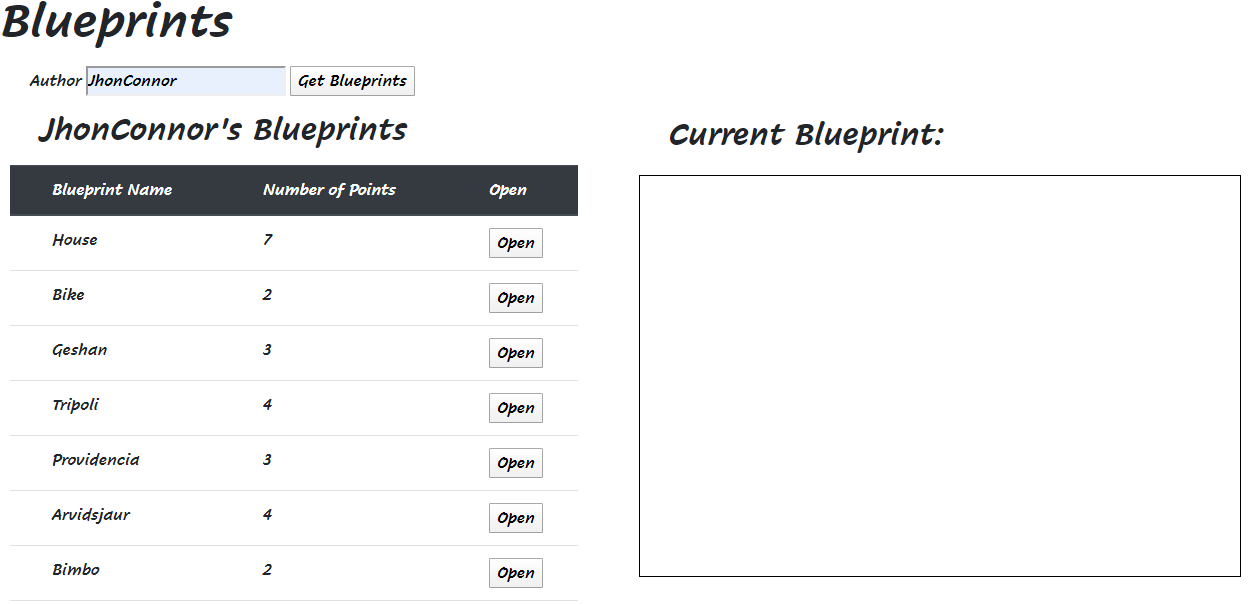 Blueprints
Author JhonConnor Get Blueprints
JhonConnor's Blueprints
Blueprint Name Number of Points Open
House 7 Open
Bike 2 Open
Geshan 3 Open
Tripoli 4 Open
Providencia 3 Open
Arvidsjaur 4 Open
Bimbo 2 Open
Current Blueprint: